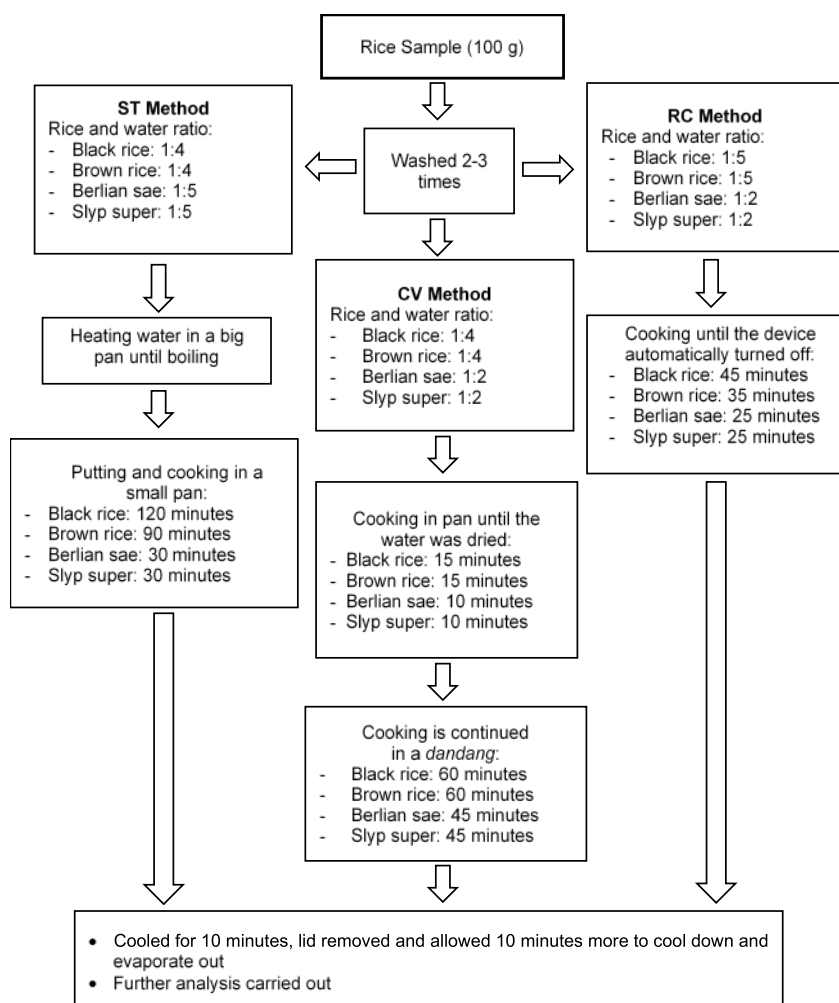 Rice Sample (100 g)
ST Method
Rice and water ratio:
- Black rice: 1:4
- Brown rice: 1:4
- Berlian sae: 1:5
- Slyp super: 1:5
Washed 2-3
times
RC Method
Rice and water ratio:
- Black rice: 1:5
- Brown rice: 1:5
- Berlian sae: 1:2
- Slyp super: 1:2
Heating water in a big
pan until boiling
CV Method
Rice and water ratio:
- Black rice: 1:4
- Brown rice: 1:4
- Berlian sae: 1:2
- Slyp super: 1:2
Cooking until the device
automatically turned off:
- Black rice: 45 minutes
- Brown rice: 35 minutes
- Berlian sae: 25 minutes
- Slyp super: 25 minutes
Putting and cooking in a
small pan:
- Black rice: 120 minutes
- Brown rice: 90 minutes
- Berlian sae: 30 minutes
- Slyp super: 30 minutes
Cooking in pan until the
water was dried:
- Black rice: 15 minutes
- Brown rice: 15 minutes
- Berlian sae: 10 minutes
- Slyp super: 10 minutes
Cooking is continued
in a dandang:
- Black rice: 60 minutes
- Brown rice: 60 minutes
- Berlian sae: 45 minutes
- Slyp super: 45 minutes
• Cooled for 10 minutes, lid removed and allowed 10 minutes more to cool down and
evaporate out
• Further analysis carried out